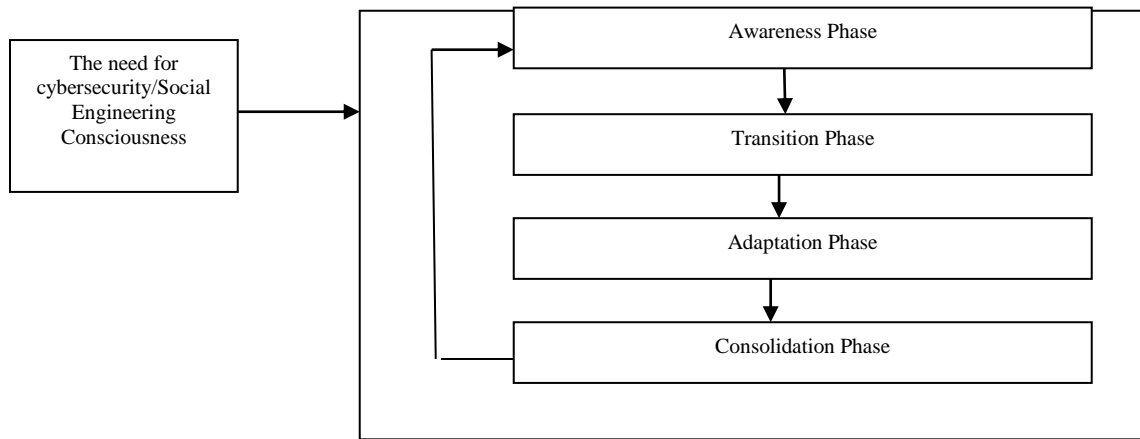 The need for
cybersecurity/Social
Engineering
Consciousness
Awareness Phase
Transition Phase
Adaptation Phase
Consolidation Phase